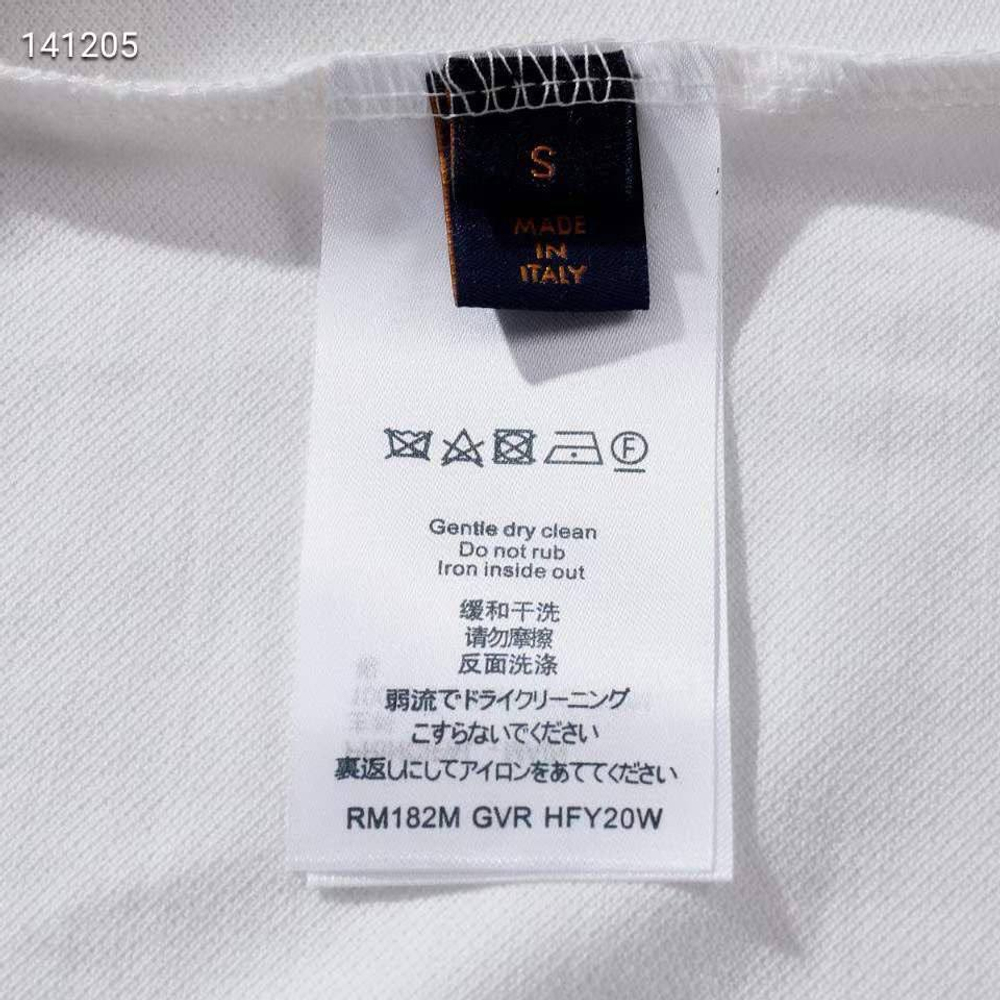 141205
S
MADE
IN
ITALY
F
Gentle dry clean
Do not rub
Iron inside out
缓和干洗
请勿摩擦
反面洗涤
弱流でドライクリーニング
こすらないでください
裏返しにしてアイロンをあててください
RM182M GVR HFY20W